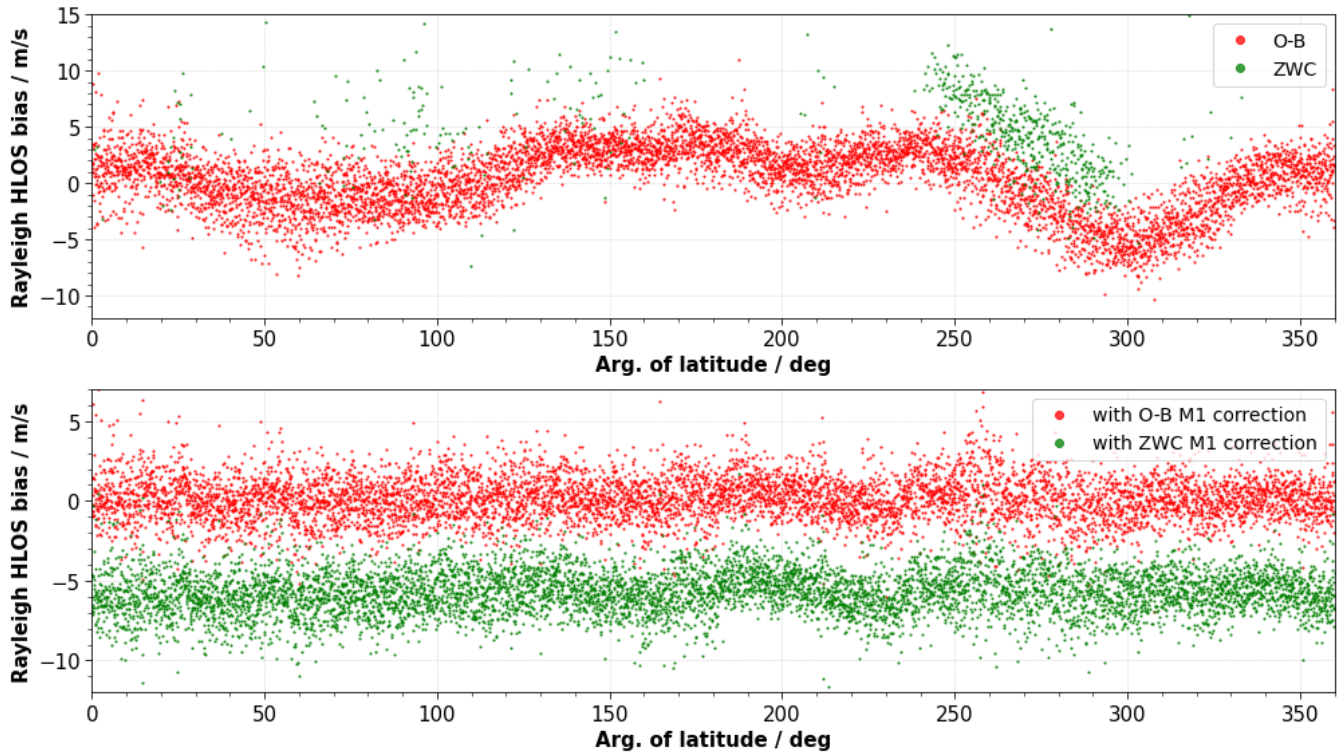 15
10
5
0
−5
−10
Rayleigh HLOS bias / m/s
O-B
ZWC
0 50 100 150 200 250 300 350
Arg. of latitude / deg
5
0
−5
−10
Rayleigh HLOS bias / m/s
with O-B M1 correction
with ZWC M1 correction
0 50 100 150 200 250 300 350
Arg. of latitude / deg